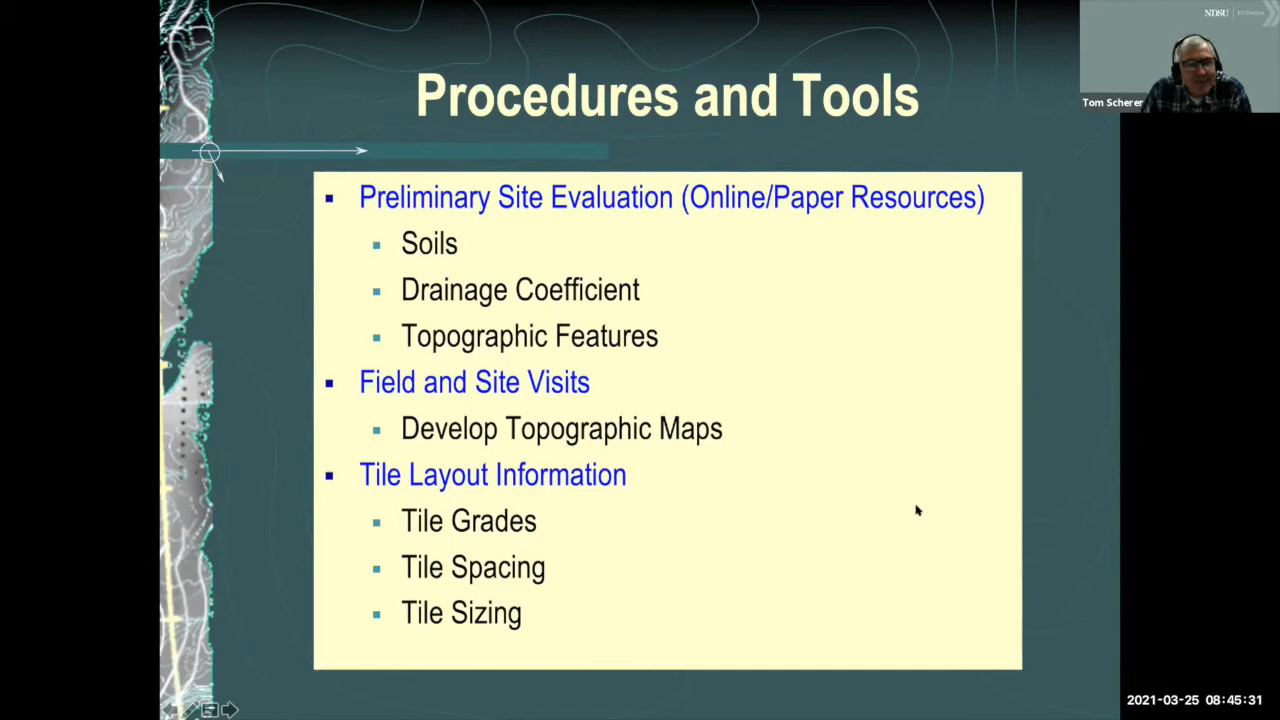 NDSU EXTENSION
Procedures and Tools
Tom Scherer
Preliminary Site Evaluation (Online/Paper Resources)
Soils
Drainage Coefficient
Topographic Features
Field and Site Visits
Develop Topographic Maps
Tile Layout Information
Tile Grades
Tile Spacing
Tile Sizing
2021-03-25 08:45:31